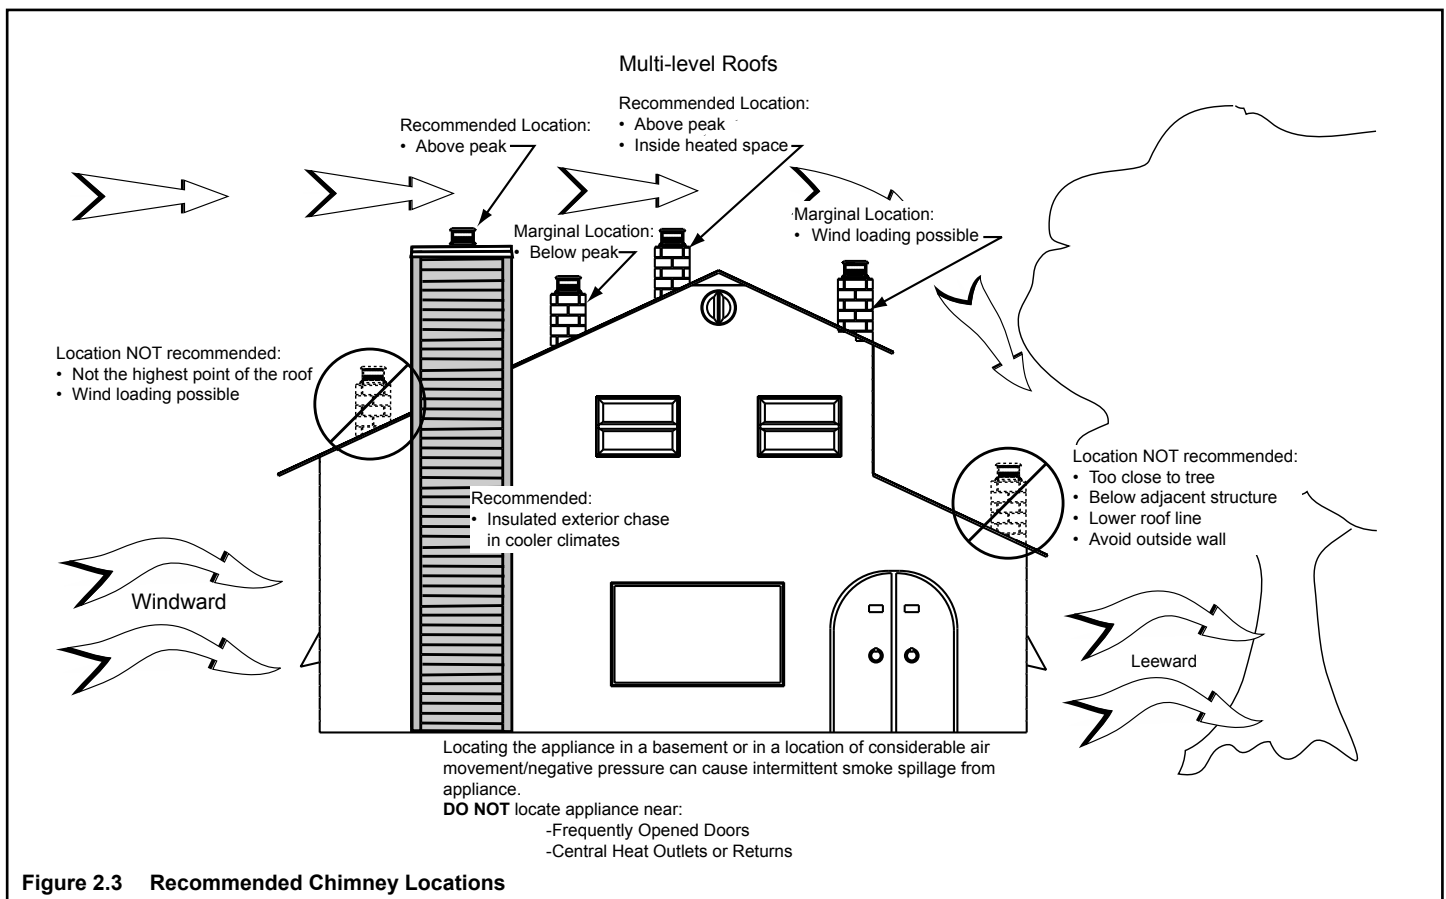 Multi-level Roofs
Recommended Location:
• Above peak
• Inside heated space
Recommended Location:
• Above peak
Marginal Location:
• Below peak
Marginal Location:
• Wind loading possible
Location NOT recommended:
• Not the highest point of the roof
• Wind loading possible
Location NOT recommended:
• Too close to tree
• Below adjacent structure
• Lower roof line
• Avoid outside wall
Recommended:
• Insulated exterior chase
in cooler climates
Windward
Leeward
Locating the appliance in a basement or in a location of considerable air
movement/negative pressure can cause intermittent smoke spillage from
appliance.
DO NOT locate appliance near:
-Frequently Opened Doors
-Central Heat Outlets or Returns
Figure 2.3 Recommended Chimney Locations